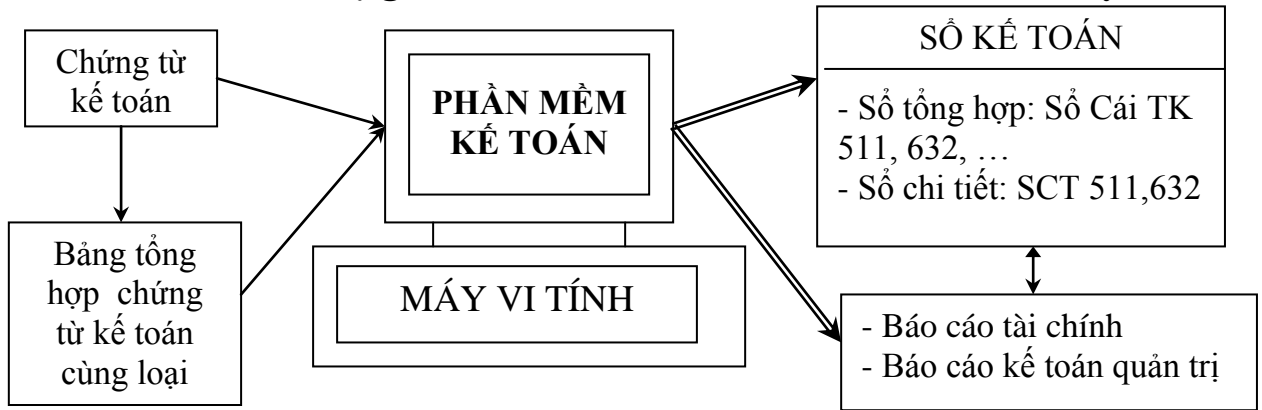 Chứng từ
kế toán
Bảng tổng
hợp chứng
từ kế toán
cùng loại
PHẦN MỀM
KẾ TOÁN
MÁY VI TÍNH
SỔ KẾ TOÁN
- Sổ tổng hợp: Sổ Cái TK
511, 632, …
- Sổ chi tiết: SCT 511,632
- Báo cáo tài chính
- Báo cáo kế toán quản trị